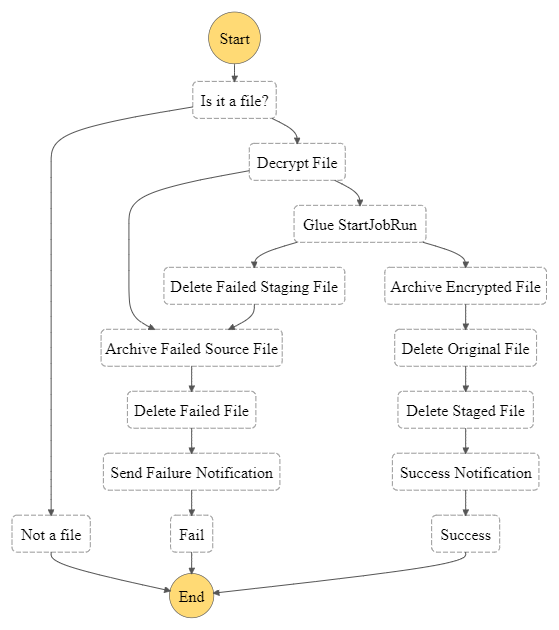 Start
Is it a file?
Decrypt File
Glue StartJobRun
Delete Failed Staging File
Archive Encrypted File
Archive Failed Source File
Delete Original File
Delete Failed File
Delete Staged File
Send Failure Notification
Success Notification
Not a file
Fail
Success
End